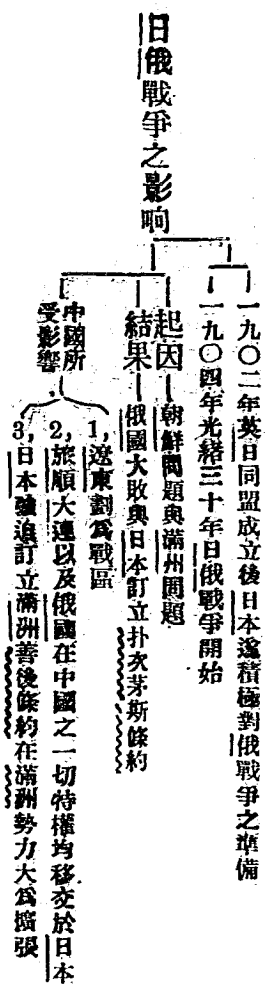 日俄戰爭之影响
一九〇二年英日同盟成立後日本遂積極對俄戰爭之準備
一九〇四年光緒三十年日俄戰爭開始
起因
朝鮮問題與滿州問題
結果
俄國大敗與日本訂立扑次茅斯條約
中國所受影響
1,遼東劃爲戰區
2,旅順大連以及俄國在中國之一切特權均移交於日本
3,日本強迫訂立滿洲善後條約在滿洲勢力大爲擴張